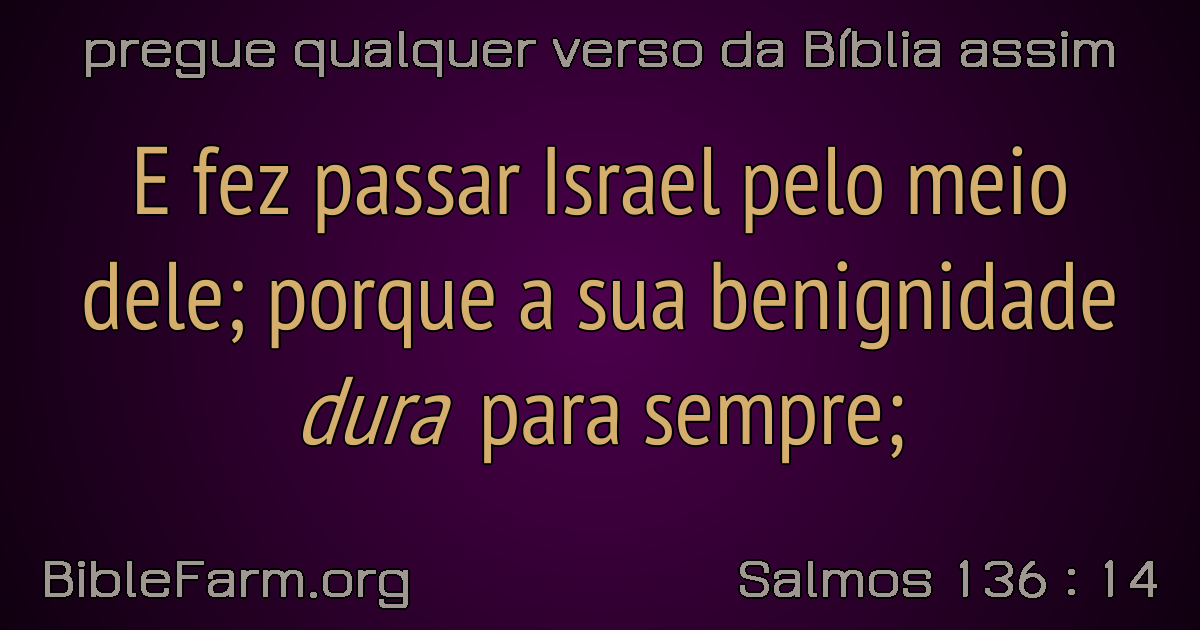 pregue qualquer verso da Bíblia assim
E fez passar Israel pelo meio
dele; porque a sua benignidade
dura para sempre;
BibleFarm.org
Salmos 136 : 14